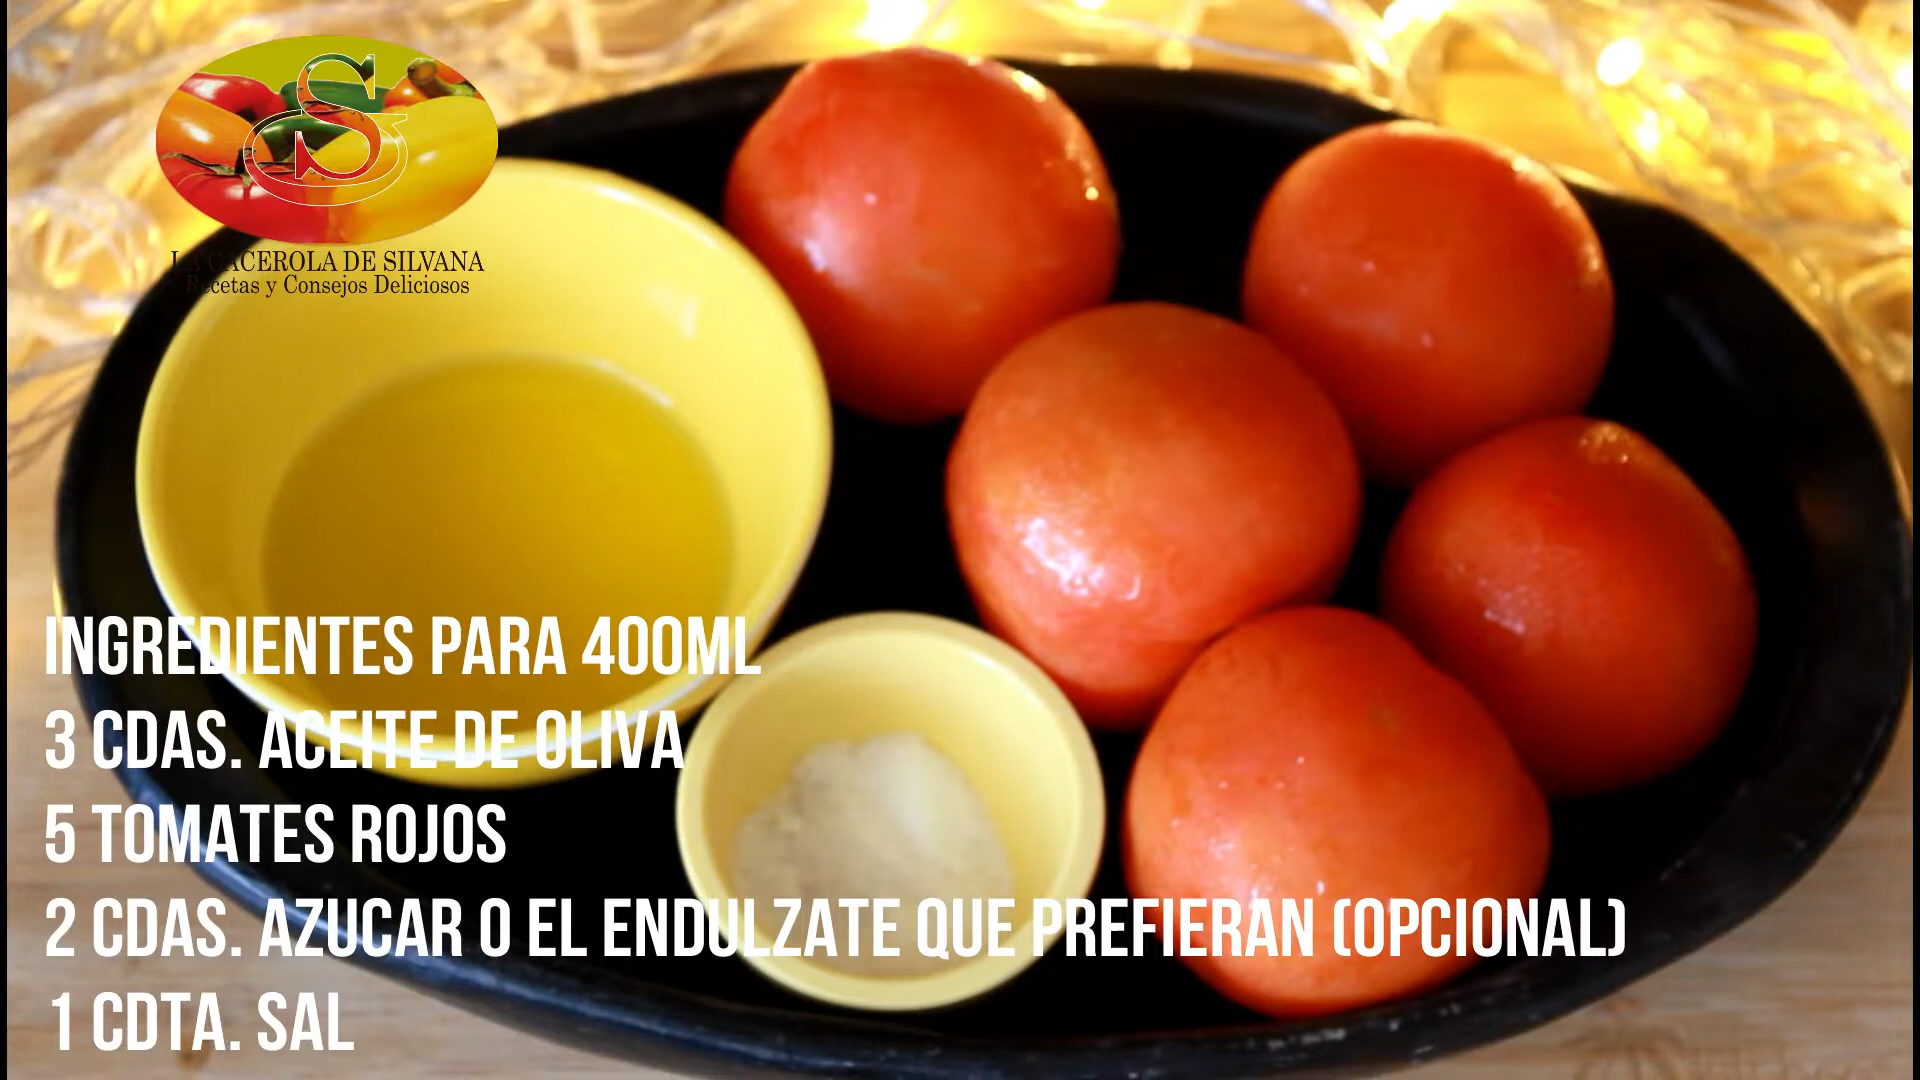 S
LA CACEROLA DE SILVANA
Recetas y Consejos Deliciosos
INGREDIENTES PARA 400ML
3 CDAS. ACEITE DE OLIVA
5 TOMATES ROJOS
2 CDAS. AZUCAR O EL ENDULZATE QUE PREFIERAN (OPCIONAL)
1 CDTA. SAL